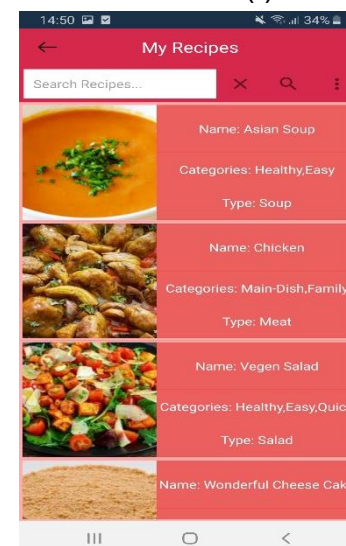 14:50 34%
My Recipes
Search Recipes...
Name: Asian Soup
Categories: Healthy,Easy
Type: Soup
Name: Chicken
Categories: Main-Dish,Family
Type: Meat
Name: Vegen Salad
Categories: Healthy,Easy,Quic
Type: Salad
Name: Wonderful Cheese Cak